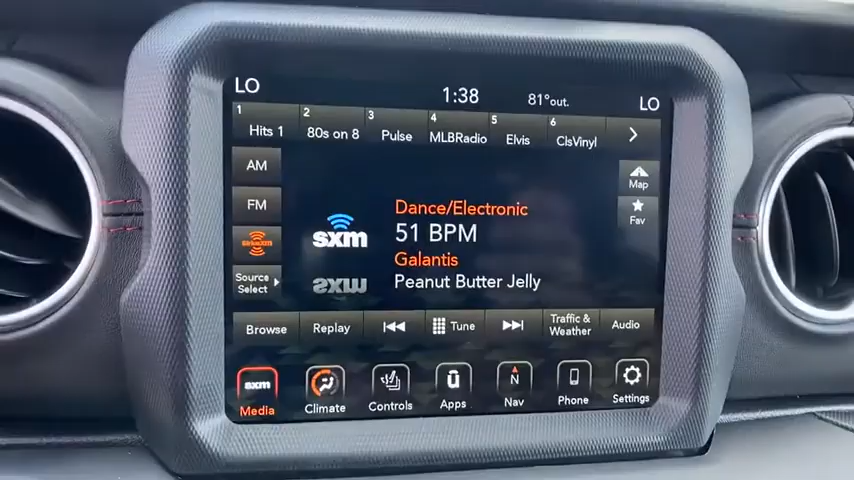 LO 1:38 81°out. LO
1 2 3 4 5 6
Hits 1 80s on 8 Pulse MLBRadio Elvis ClsVinyl
AM
Map
FM
Fav
SiriusXM
Source
Select
sxm
sxm
Dance/Electronic
51 BPM
Galantis
Peanut Butter Jelly
Browse Replay Tune Traffic & Weather Audio
sxm ū N
Media Climate Controls Apps Nav Phone Settings